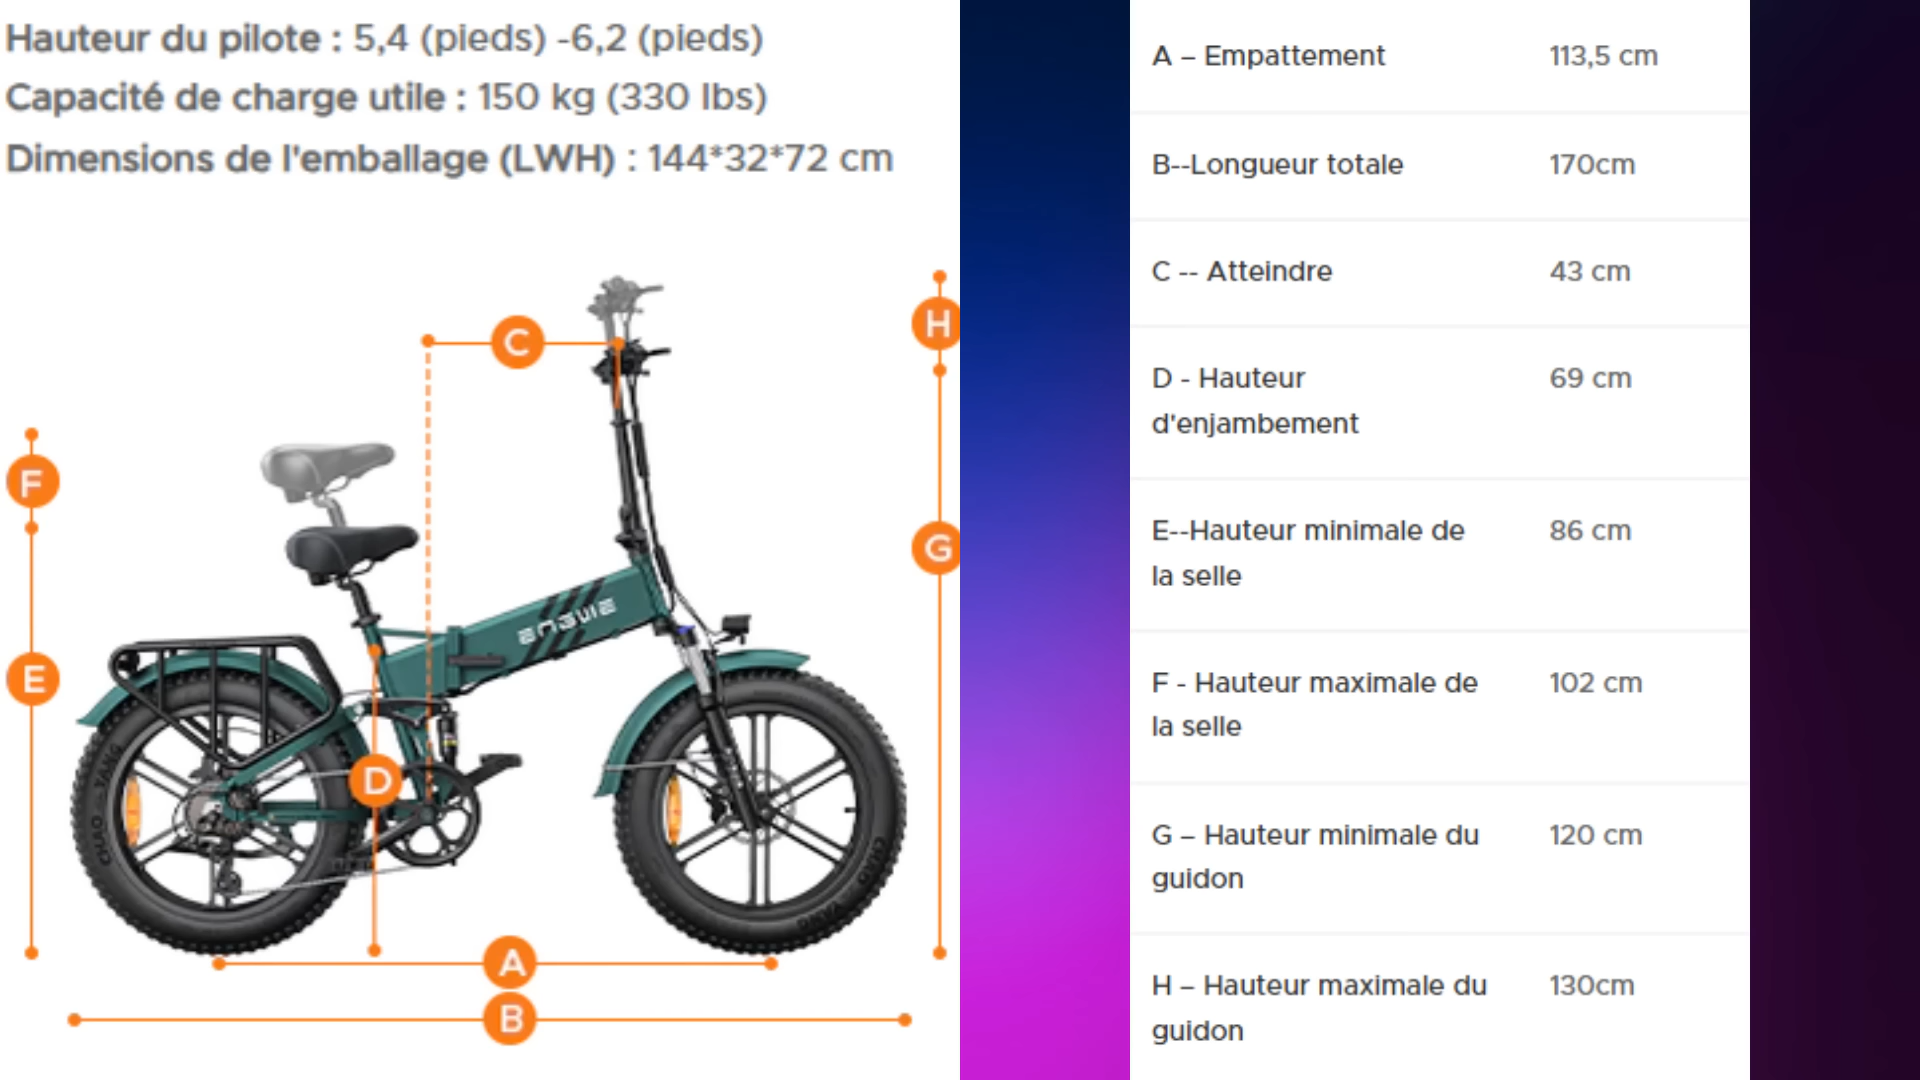 Hauteur du pilote : 5,4 (pieds) -6,2 (pieds)
Capacité de charge utile : 150 kg (330 lbs)
Dimensions de l'emballage (LWH) : 144*32*72 cm
H
C
F
G
E
D
A
B
ENGWE
CHAO YANG
A – Empattement 113,5 cm
B--Longueur totale 170cm
C -- Atteindre 43 cm
D - Hauteur 69 cm
d'enjambement
E--Hauteur minimale de 86 cm
la selle
F - Hauteur maximale de 102 cm
la selle
G – Hauteur minimale du 120 cm
guidon
H – Hauteur maximale du 130cm
guidon